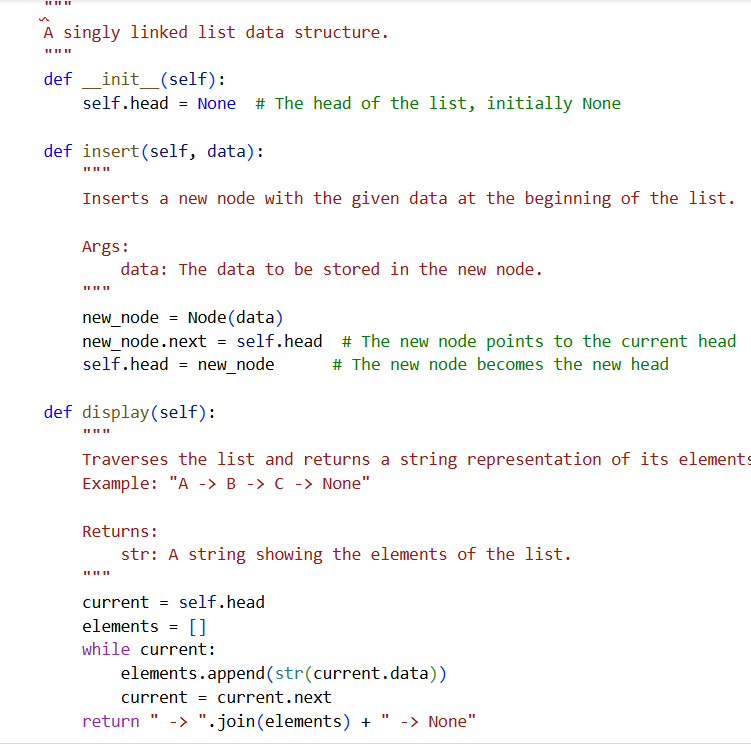 """
A singly linked list data structure.
"""
def __init__(self):
    self.head = None  # The head of the list, initially None

def insert(self, data):
    """
    Inserts a new node with the given data at the beginning of the list.

    Args:
        data: The data to be stored in the new node.
    """
    new_node = Node(data)
    new_node.next = self.head  # The new node points to the current head
    self.head = new_node      # The new node becomes the new head

def display(self):
    """
    Traverses the list and returns a string representation of its elements
    Example: "A -> B -> C -> None"

    Returns:
        str: A string showing the elements of the list.
    """
    current = self.head
    elements = []
    while current:
        elements.append(str(current.data))
        current = current.next
    return " -> ".join(elements) + " -> None"